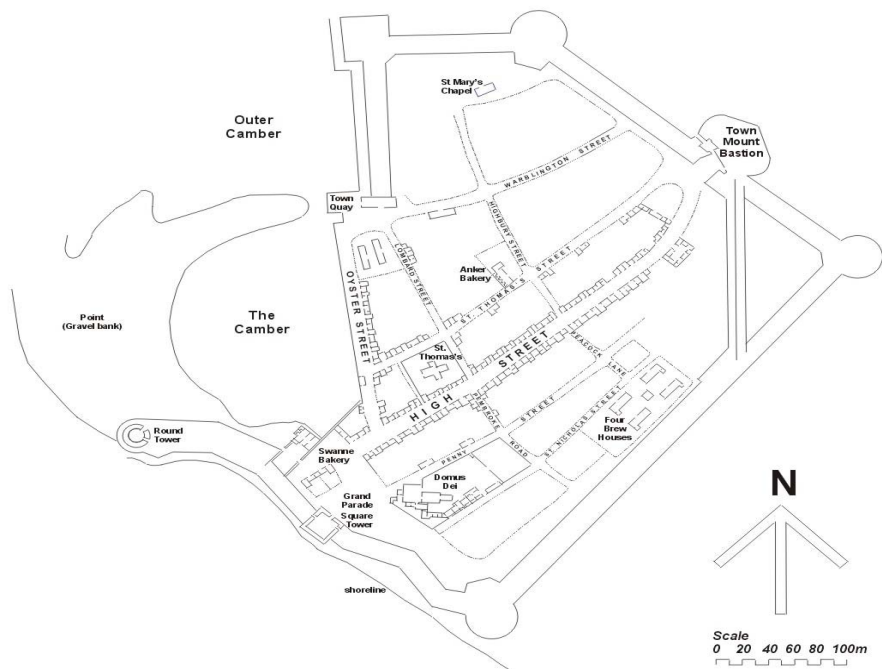 St Mary's
Chapel
Outer
Camber
Town
Mount
Bastion
WARBLINGTON STREET
Town
Quay
HIGHBURY STREET
LOMBARD STREET
Anker
Bakery
ST. THOMAS'S STREET
OYSTER STREET
Point
(Gravel bank)
The
Camber
St.
Thomas's
HIGH STREET
PEACOCK LANE
PEMBROKE ROAD
PENNY STREET
ST NICHOLAS STREET
Four
Brew
Houses
Round
Tower
Swanne
Bakery
Domus
Dei
Grand
Parade
Square
Tower
shoreline
N
Scale
0 20 40 60 80 100m